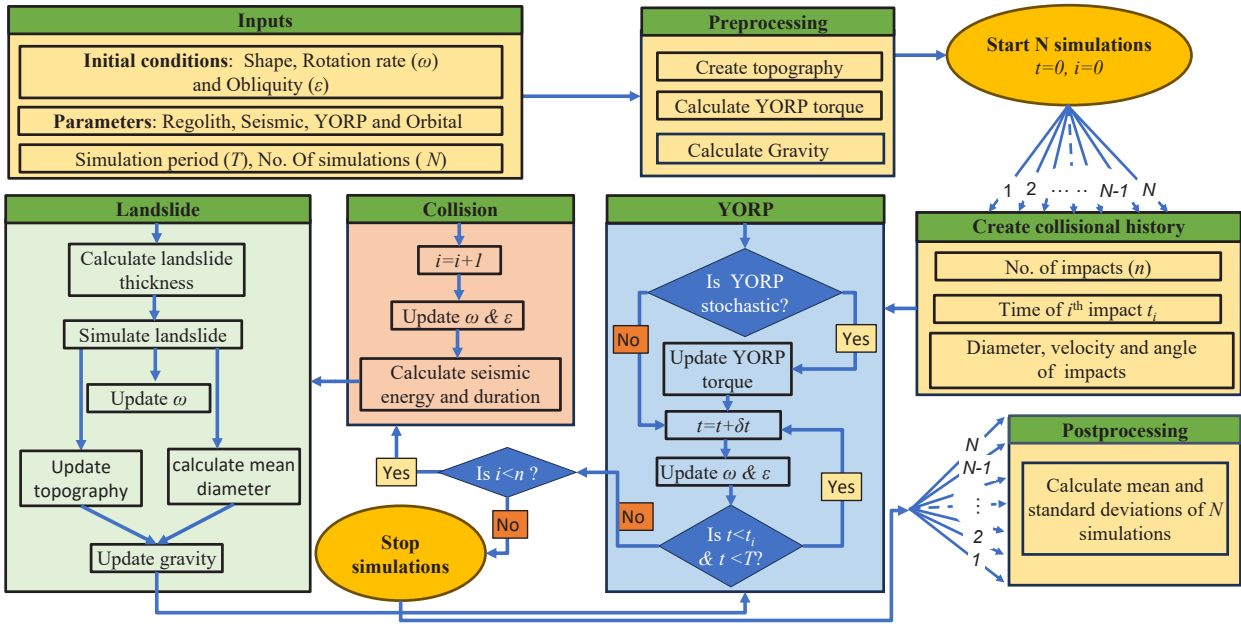 Inputs
Initial conditions: Shape, Rotation rate (ω)
and Obliquity (ε)
Parameters: Regolith, Seismic, YORP and Orbital
Simulation period (T), No. Of simulations ( N)
Preprocessing
Create topography
Calculate YORP torque
Calculate Gravity
Start N simulations
t=0, i=0
1 2 ... .. N-1 N
Create collisional history
No. of impacts (n)
Time of iᵗʰ impact tᵢ
Diameter, velocity and angle
of impacts
YORP
Is YORP
stochastic?
No
Yes
Update YORP
torque
t=t+δt
Update ω & ε
Yes
Is t<tᵢ
& t <T?
No
Collision
i=i+1
Update ω & ε
Calculate seismic
energy and duration
Is i<n ?
Yes
No
Stop
simulations
Landslide
Calculate landslide
thickness
Simulate landslide
Update ω
Update
topography
calculate mean
diameter
Update gravity
N
N-1
...
2
1
Postprocessing
Calculate mean and
standard deviations of N
simulations